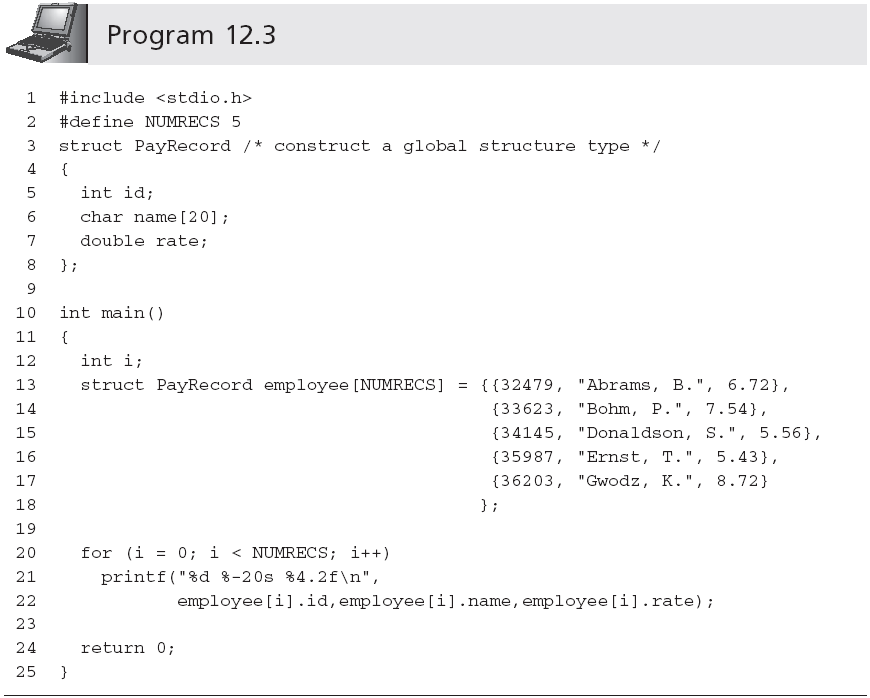 Program 12.3
1 #include <stdio.h>
2 #define NUMRECS 5
3 struct PayRecord /* construct a global structure type */
4 {
5   int id;
6   char name[20];
7   double rate;
8 };
9
10 int main()
11 {
12   int i;
13   struct PayRecord employee[NUMRECS] = {{32479, "Abrams, B.", 6.72},
14                                         {33623, "Bohm, P.", 7.54},
15                                         {34145, "Donaldson, S.", 5.56},
16                                         {35987, "Ernst, T.", 5.43},
17                                         {36203, "Gwodz, K.", 8.72}
18                                        };
19
20   for (i = 0; i < NUMRECS; i++)
21     printf("%d %-20s %4.2f\n",
22            employee[i].id,employee[i].name,employee[i].rate);
23
24   return 0;
25 }